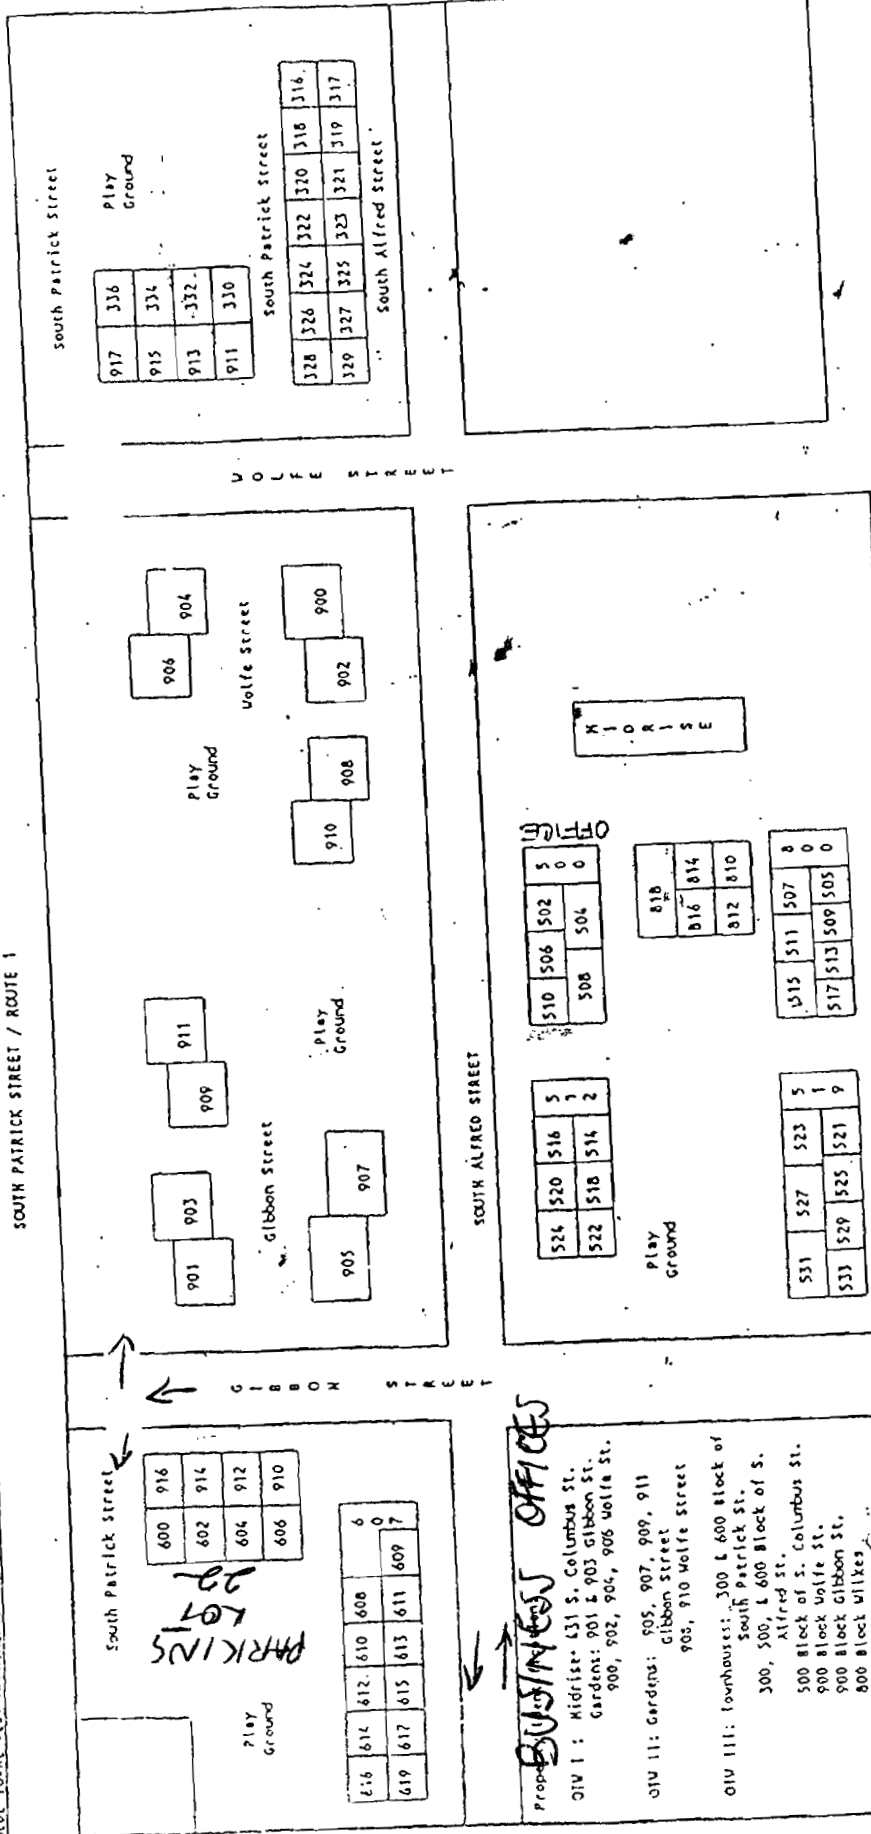 SOUTH PATRICK STREET / ROUTE 1
South Patrick Street
Play
Ground
917 336
915 334
913 332
911 330
South Patrick Street
328 326 324 322 320 318 316
329 327 325 323 321 319 317
South Alfred Street
WOLFE STREET
904
906
Wolfe Street
900
902
Play
Ground
908
910
911
909
Play
Ground
903
901
Gibbon Street
907
905
GIBBON STREET
South Patrick Street
600 916
602 914
604 912
606 910
PARKING
LOT
22
Play
Ground
616 614 612 610 608 607
619 617 615 613 611 609
SOUTH ALFRED STREET
MIDRISE
OFFICE
510 506 502 500
508 504
818
816 814
812 810
515 511 507 800
517 513 509 505
524 520 516 512
522 518 514
Play
Ground
531 527 523 519
533 529 525 521
BUSINESS OFFICES
OTW I : Midrise: 631 S. Columbus St.
Gardens: 901 & 903 Gibbon St.
900, 902, 904, 906 Wolfe St.
OTW II: Gardens: 905, 907, 909, 911
Gibbon Street
908, 910 Wolfe Street
OTW III: Townhouses: 300 & 600 Block of
South Patrick St.
300, 500, & 600 Block of S.
Alfred St.
500 Block of S. Columbus St.
900 Block Wolfe St.
900 Block Gibbon St.
800 Block Wilkes